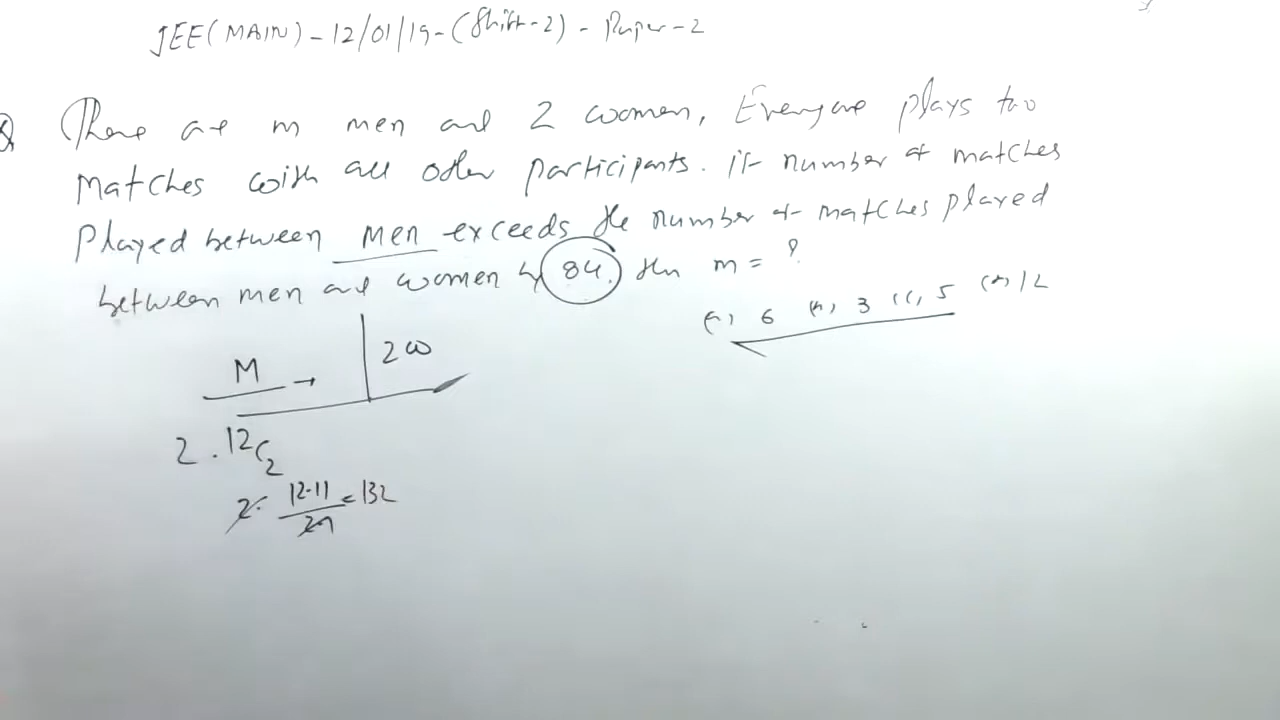 JEE(MAIN) - 12/01/19 - (Shift-2) - Paper-2
Q There are m men and 2 women, Everyone plays two
Matches with all other participants. if number of matches
Played between men exceeds the number of matches played
between men and women by 84. then m = ?
(a) 6 (b) 3 (c) 5 (d) 12
M → 2 W
2 . 12C2
2. 12.11/2 = 132